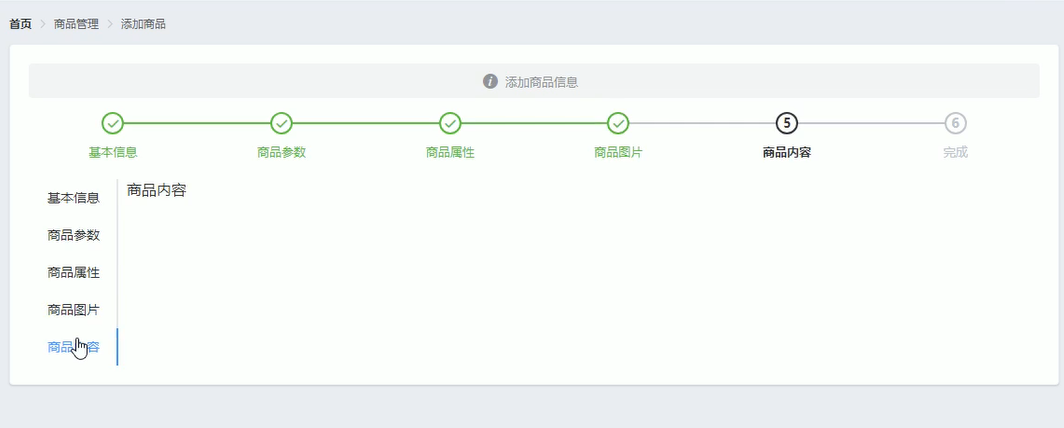 首页 > 商品管理 > 添加商品
i 添加商品信息
5 6
基本信息 商品参数 商品属性 商品图片 商品内容 完成
商品内容
基本信息
商品参数
商品属性
商品图片
商品内容